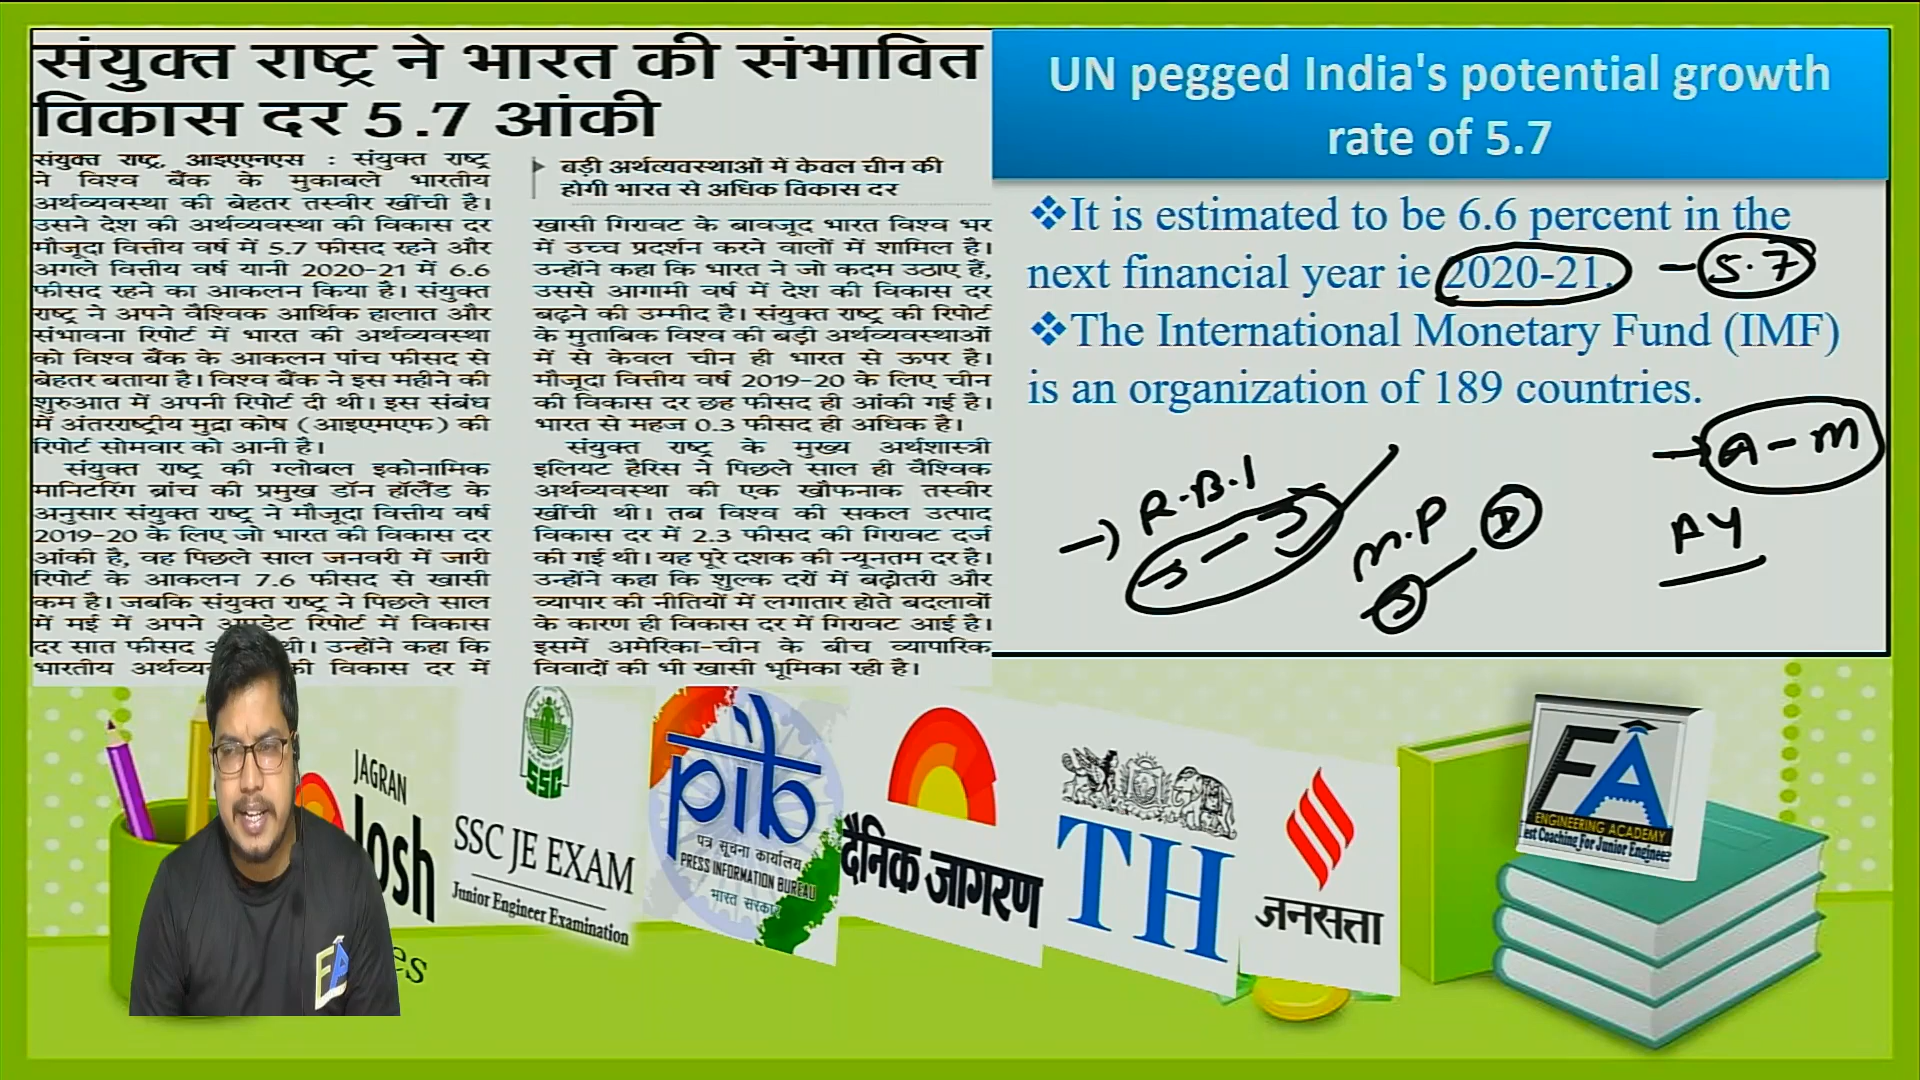 संयुक्त राष्ट्र ने भारत की संभावित
विकास दर 5.7 आंकी
संयुक्त राष्ट्र, आइएएनएस : संयुक्त राष्ट्र
ने विश्व बैंक के मुकाबले भारतीय
अर्थव्यवस्था की बेहतर तस्वीर खींची है।
उसने देश की अर्थव्यवस्था की विकास दर
मौजूदा वित्तीय वर्ष में 5.7 फीसद रहने और
अगले वित्तीय वर्ष यानी 2020-21 में 6.6
फीसद रहने का आकलन किया है। संयुक्त
राष्ट्र ने अपने वैश्विक आर्थिक हालात और
संभावना रिपोर्ट में भारत की अर्थव्यवस्था
को विश्व बैंक के आकलन पांच फीसद से
बेहतर बताया है। विश्व बैंक ने इस महीने की
शुरुआत में अपनी रिपोर्ट दी थी। इस संबंध
में अंतरराष्ट्रीय मुद्रा कोष (आइएमएफ) की
रिपोर्ट सोमवार को आनी है।
संयुक्त राष्ट्र की ग्लोबल इकोनामिक
मानिटरिंग ब्रांच की प्रमुख डॉन हॉलैंड के
अनुसार संयुक्त राष्ट्र ने मौजूदा वित्तीय वर्ष
2019-20 के लिए जो भारत की विकास दर
आंकी है, वह पिछले साल जनवरी में जारी
रिपोर्ट के आकलन 7.6 फीसद से खासी
कम है। जबकि संयुक्त राष्ट्र ने पिछले साल
में मई में अपने अपडेट रिपोर्ट में विकास
दर सात फीसद थी। उन्होंने कहा कि
भारतीय की विकास दर में
बड़ी अर्थव्यवस्थाओं में केवल चीन की
होगी भारत से अधिक विकास दर
खासी गिरावट के बावजूद भारत विश्व भर
में उच्च प्रदर्शन करने वालों में शामिल है।
उन्होंने कहा कि भारत ने जो कदम उठाए हैं,
उससे आगामी वर्ष में देश की विकास दर
बढ़ने की उम्मीद है। संयुक्त राष्ट्र की रिपोर्ट
के मुताबिक विश्व की बड़ी अर्थव्यवस्थाओं
में से केवल चीन ही भारत से ऊपर है।
मौजूदा वित्तीय वर्ष 2019-20 के लिए चीन
की विकास दर छह फीसद ही आंकी गई है।
भारत से महज 0.3 फीसद ही अधिक है।
संयुक्त राष्ट्र के मुख्य अर्थशास्त्री
इलियट हैरिस ने पिछले साल ही वैश्विक
अर्थव्यवस्था की एक खौफनाक तस्वीर
खींची थी। तब विश्व की सकल उत्पाद
विकास दर में 2.3 फीसद की गिरावट दर्ज
की गई थी। यह पूरे दशक की न्यूनतम दर है।
उन्होंने कहा कि शुल्क दरों में बढ़ोतरी और
व्यापार की नीतियों में लगातार होते बदलावों
के कारण ही विकास दर में गिरावट आई है।
इसमें अमेरिका-चीन के बीच व्यापारिक
विवादों की भी खासी भूमिका रही है।
UN pegged India's potential growth
rate of 5.7
❖It is estimated to be 6.6 percent in the
next financial year ie 2020-21. - 5.7
❖The International Monetary Fund (IMF)
is an organization of 189 countries.
a-m
R.B.I
M.P
AY
JAGRAN
Josh
SSC
SSC JE EXAM
Junior Engineer Examination
pib
पत्र सूचना कार्यालय
PRESS INFORMATION BUREAU
भारत सरकार
दैनिक जागरण
TH
जनसत्ता
EA
ENGINEERING ACADEMY
EA